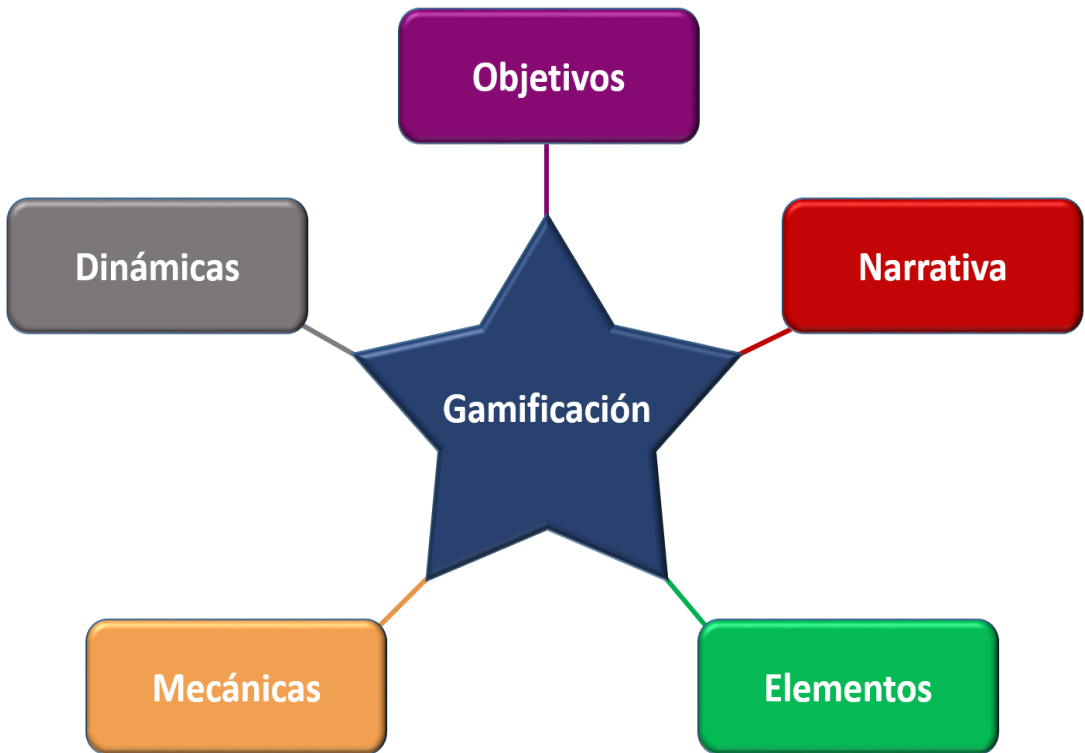 Objetivos
Dinámicas
Narrativa
Gamificación
Mecánicas
Elementos